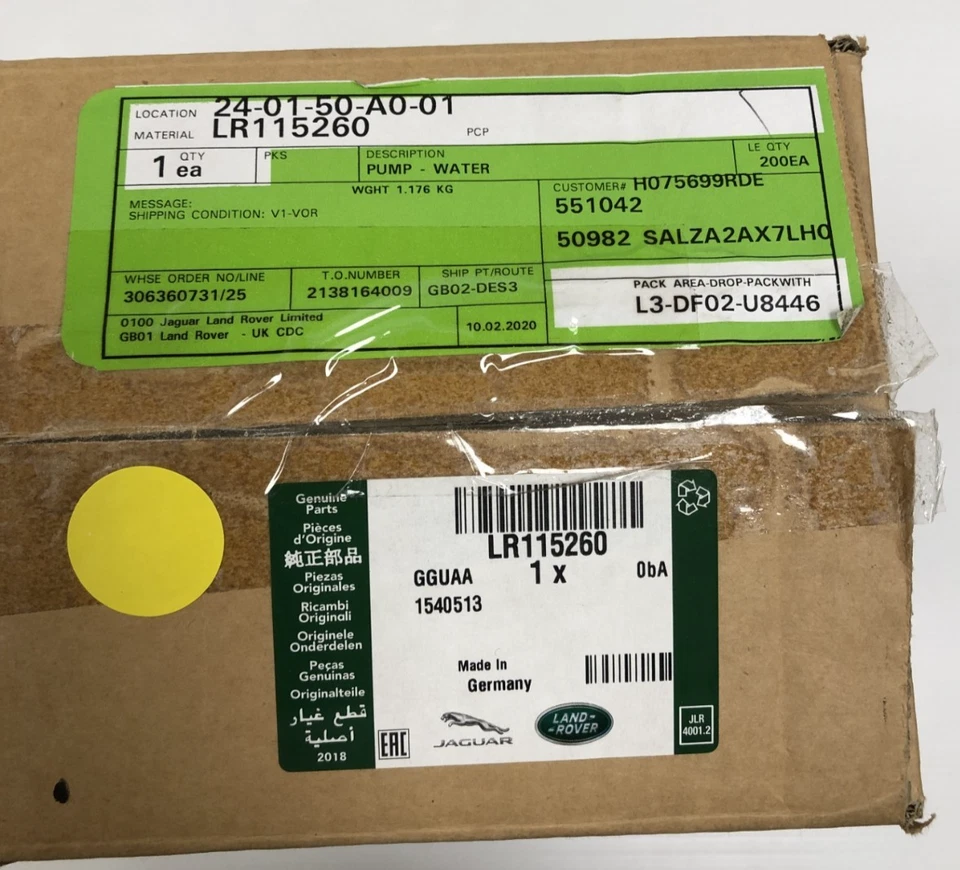 LOCATION 24-01-50-A0-01
MATERIAL LR115260 PCP
QTY 1 ea
PKS
DESCRIPTION
PUMP - WATER
LE QTY
200EA
WGHT 1.176 KG
MESSAGE:
SHIPPING CONDITION: V1-VOR
CUSTOMER# H075699RDE
551042
50982 SALZA2AX7LH0
WHSE ORDER NO/LINE
306360731/25
T.O.NUMBER
2138164009
SHIP PT/ROUTE
GB02-DES3
PACK AREA-DROP-PACKWITH
L3-DF02-U8446
0100 Jaguar Land Rover Limited
GB01 Land Rover - UK CDC
10.02.2020
Genuine
Parts
Pièces
d'Origine
純正部品
Piezas
Originales
Ricambi
Originali
Originele
Onderdelen
Peças
Genuinas
Originalteile
قطع غيار
أصلية
2018
LR115260
GGUAA 1 x 0bA
1540513
Made In
Germany
EAC
JAGUAR
LAND-
-ROVER
JLR
4001.2